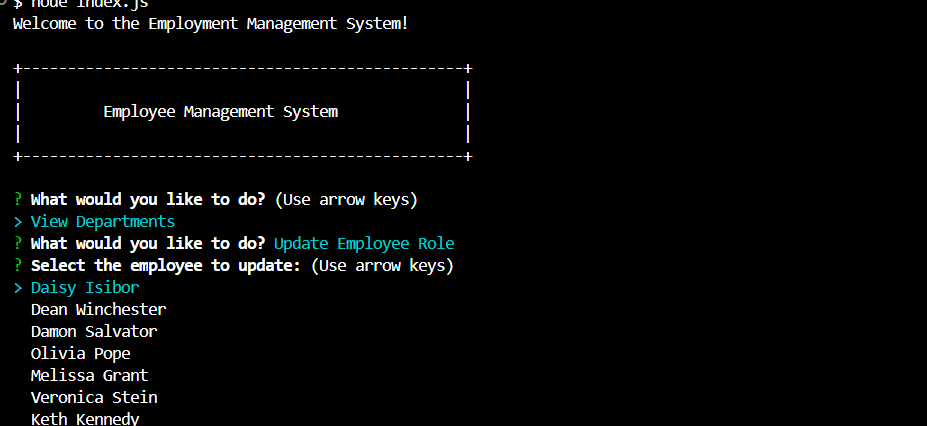 $ node index.js
Welcome to the Employment Management System!
+-------------------------------------------------+
|                                                 |
|         Employee Management System              |
|                                                 |
+-------------------------------------------------+
? What would you like to do? (Use arrow keys)
> View Departments
? What would you like to do? Update Employee Role
? Select the employee to update: (Use arrow keys)
> Daisy Isibor
  Dean Winchester
  Damon Salvator
  Olivia Pope
  Melissa Grant
  Veronica Stein
  Keth Kennedy